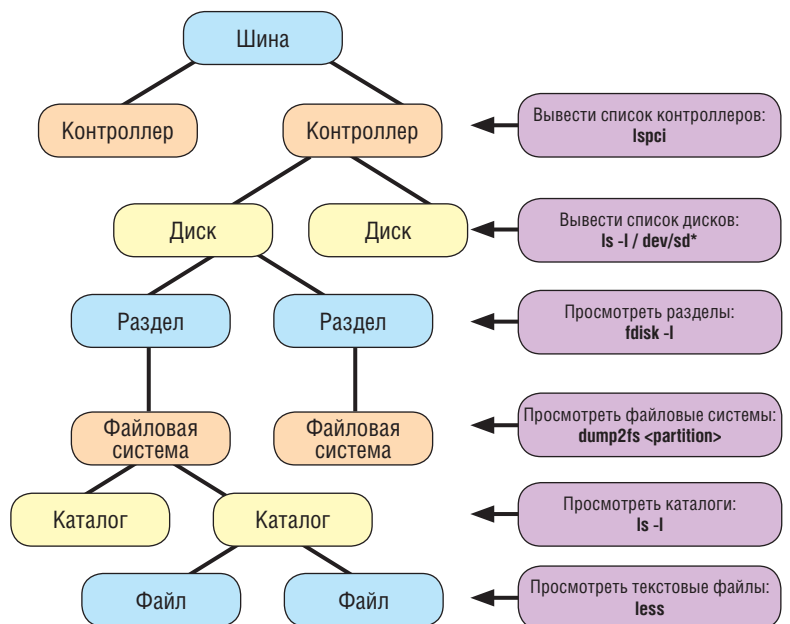 Шина
Контроллер
Контроллер
Вывести список контроллеров:
lspci
Диск
Диск
Вывести список дисков:
ls -l / dev/sd*
Раздел
Раздел
Просмотреть разделы:
fdisk -l
Файловая
система
Файловая
система
Просмотреть файловые системы:
dump2fs <partition>
Каталог
Каталог
Просмотреть каталоги:
ls -l
Файл
Файл
Просмотреть текстовые файлы:
less